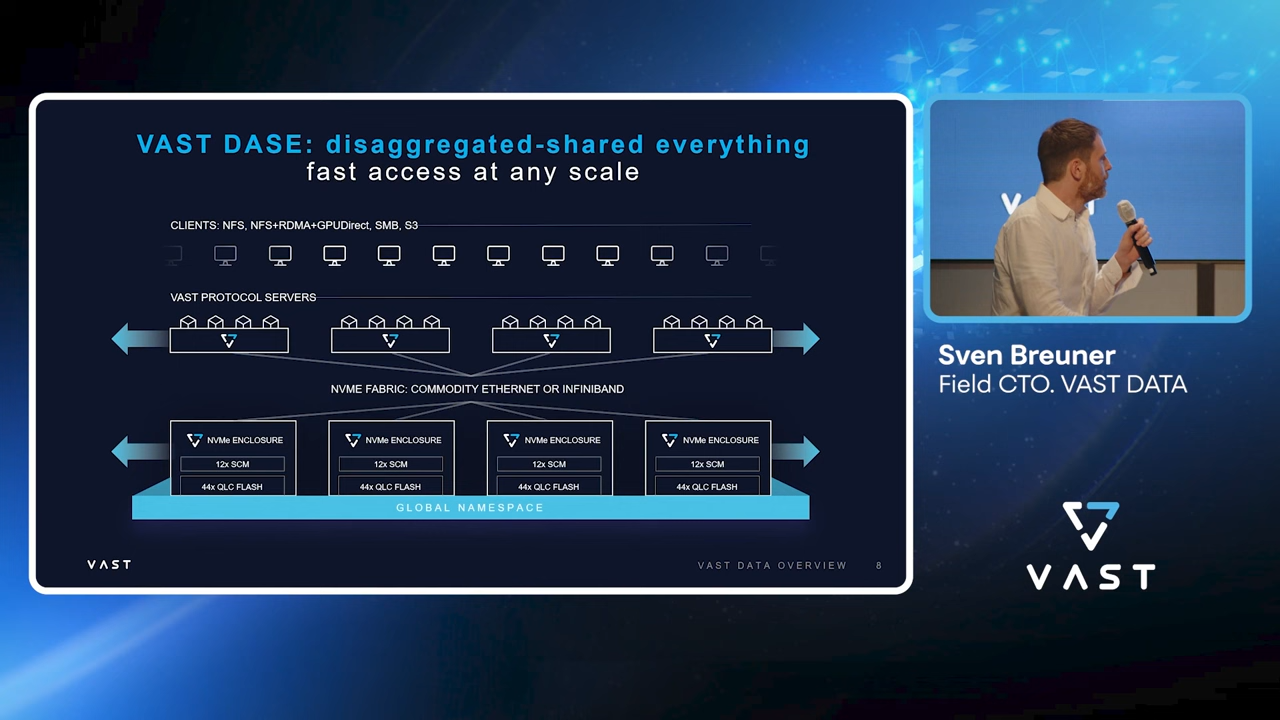 VAST DASE: disaggregated-shared everything
fast access at any scale
CLIENTS: NFS, NFS+RDMA+GPUDirect, SMB, S3
VAST PROTOCOL SERVERS
NVME FABRIC: COMMODITY ETHERNET OR INFINIBAND
NVMe ENCLOSURE
12x SCM
44x QLC FLASH
NVMe ENCLOSURE
12x SCM
44x QLC FLASH
NVMe ENCLOSURE
12x SCM
44x QLC FLASH
NVMe ENCLOSURE
12x SCM
44x QLC FLASH
GLOBAL NAMESPACE
VAST
VAST DATA OVERVIEW 8
Sven Breuner
Field CTO. VAST DATA
VAST